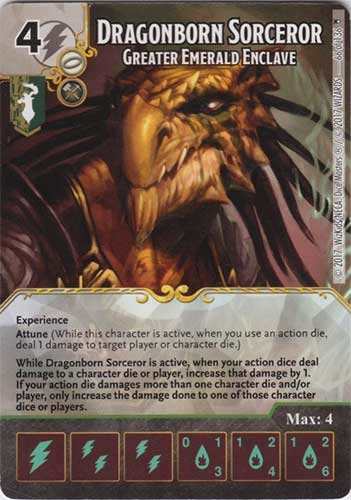 4
DRAGONBORN SORCEROR
GREATER EMERALD ENCLAVE
Experience
Attune (While this character is active, when you use an action die,
deal 1 damage to target player or character die.)
While Dragonborn Sorceror is active, when your action dice deal
damage to a character die or player, increase that damage by 1.
If your action die damages more than one character die and/or
player, only increase the damage done to one of those character
dice or players.
Max: 4
0 1 3
1 2 4
1 2 6